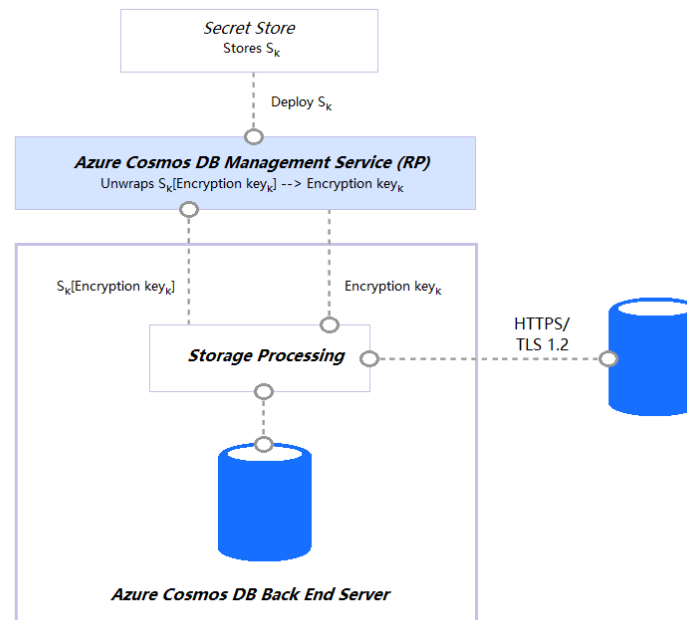 Secret Store
Stores Sₖ
Deploy Sₖ
Azure Cosmos DB Management Service (RP)
Unwraps Sₖ[Encryption keyₖ] --> Encryption keyₖ
Sₖ[Encryption keyₖ]
Encryption keyₖ
HTTPS/
TLS 1.2
Storage Processing
Azure Cosmos DB Back End Server